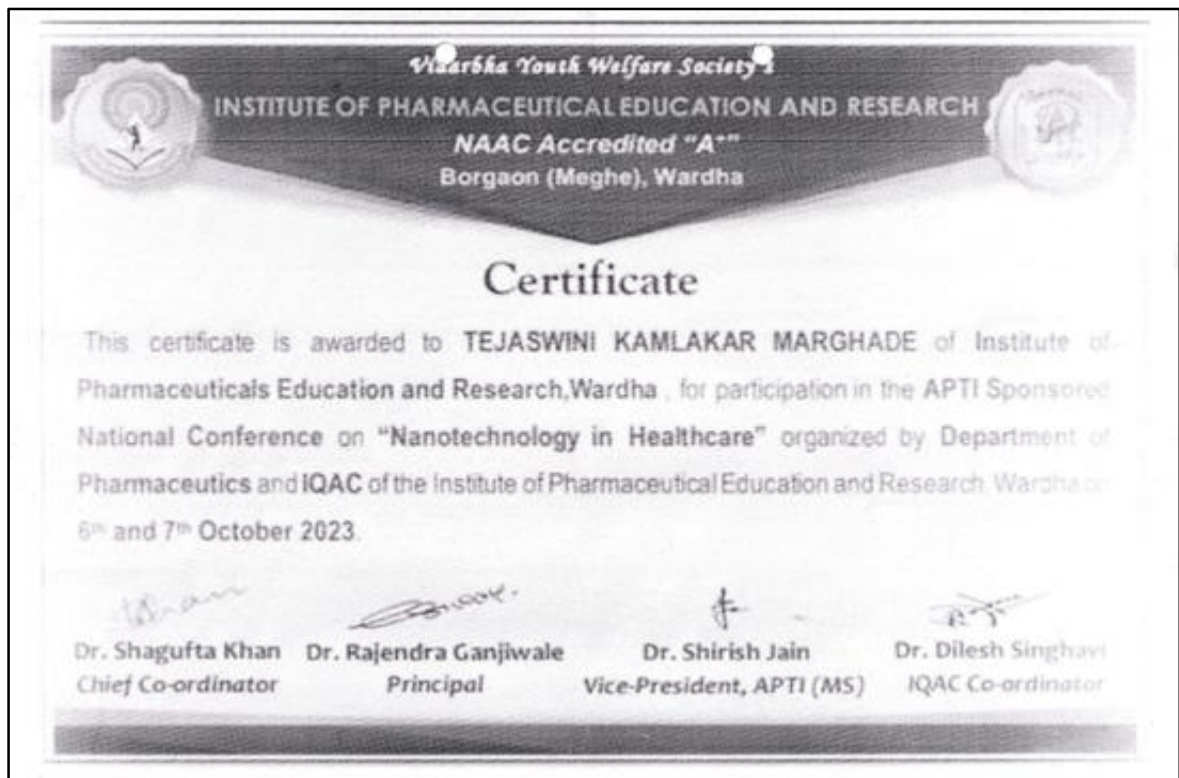 Vidarbha Youth Welfare Society's
INSTITUTE OF PHARMACEUTICAL EDUCATION AND RESEARCH
NAAC Accredited “A+”
Borgaon (Meghe), Wardha
Certificate
This certificate is awarded to TEJASWINI KAMLAKAR MARGHADE of Institute of
Pharmaceuticals Education and Research,Wardha , for participation in the APTI Sponsored
National Conference on “Nanotechnology in Healthcare” organized by Department of
Pharmaceutics and IQAC of the Institute of Pharmaceutical Education and Research, Wardha on
6th and 7th October 2023.
Dr. Shagufta Khan Dr. Rajendra Ganjiwale Dr. Shirish Jain Dr. Dilesh Singhavi
Chief Co-ordinator Principal Vice-President, APTI (MS) IQAC Co-ordinator